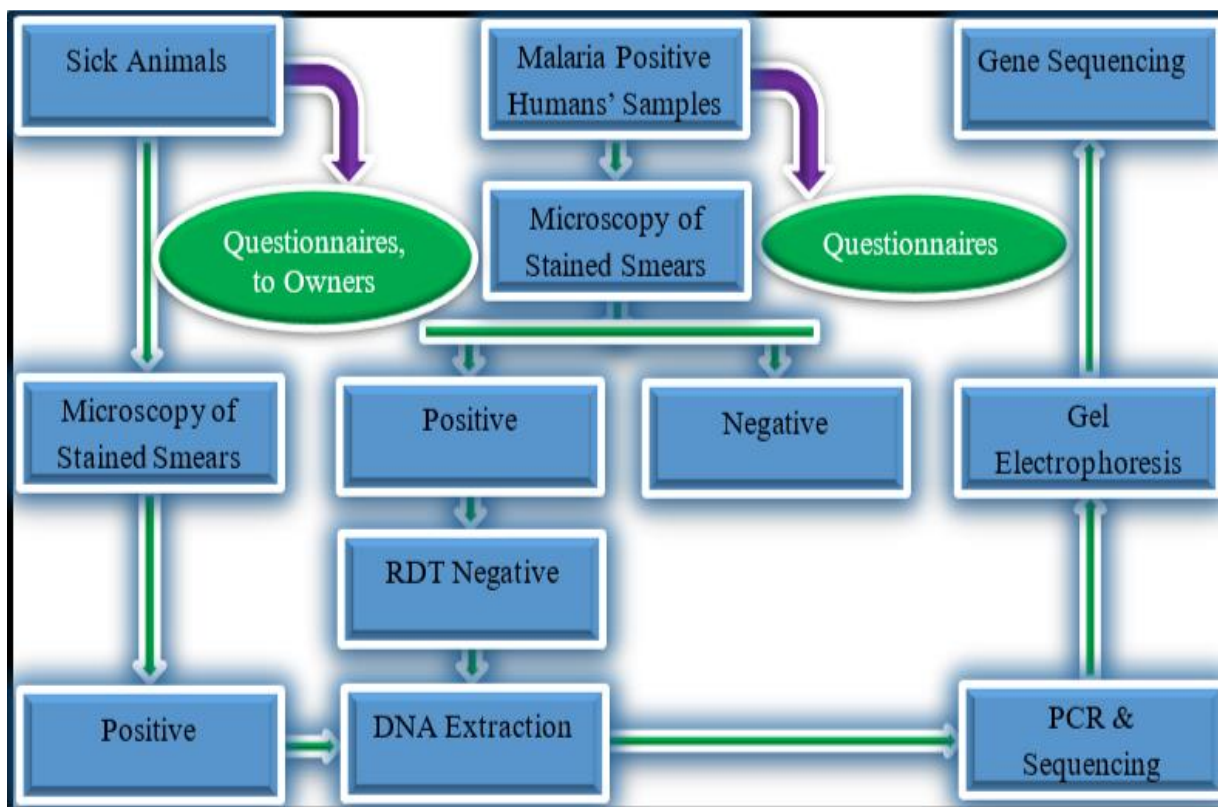 Sick Animals
Malaria Positive
Humans' Samples
Gene Sequencing
Questionnaires,
to Owners
Microscopy of
Stained Smears
Questionnaires
Microscopy of
Stained Smears
Positive
Negative
Gel
Electrophoresis
RDT Negative
Positive
DNA Extraction
PCR &
Sequencing